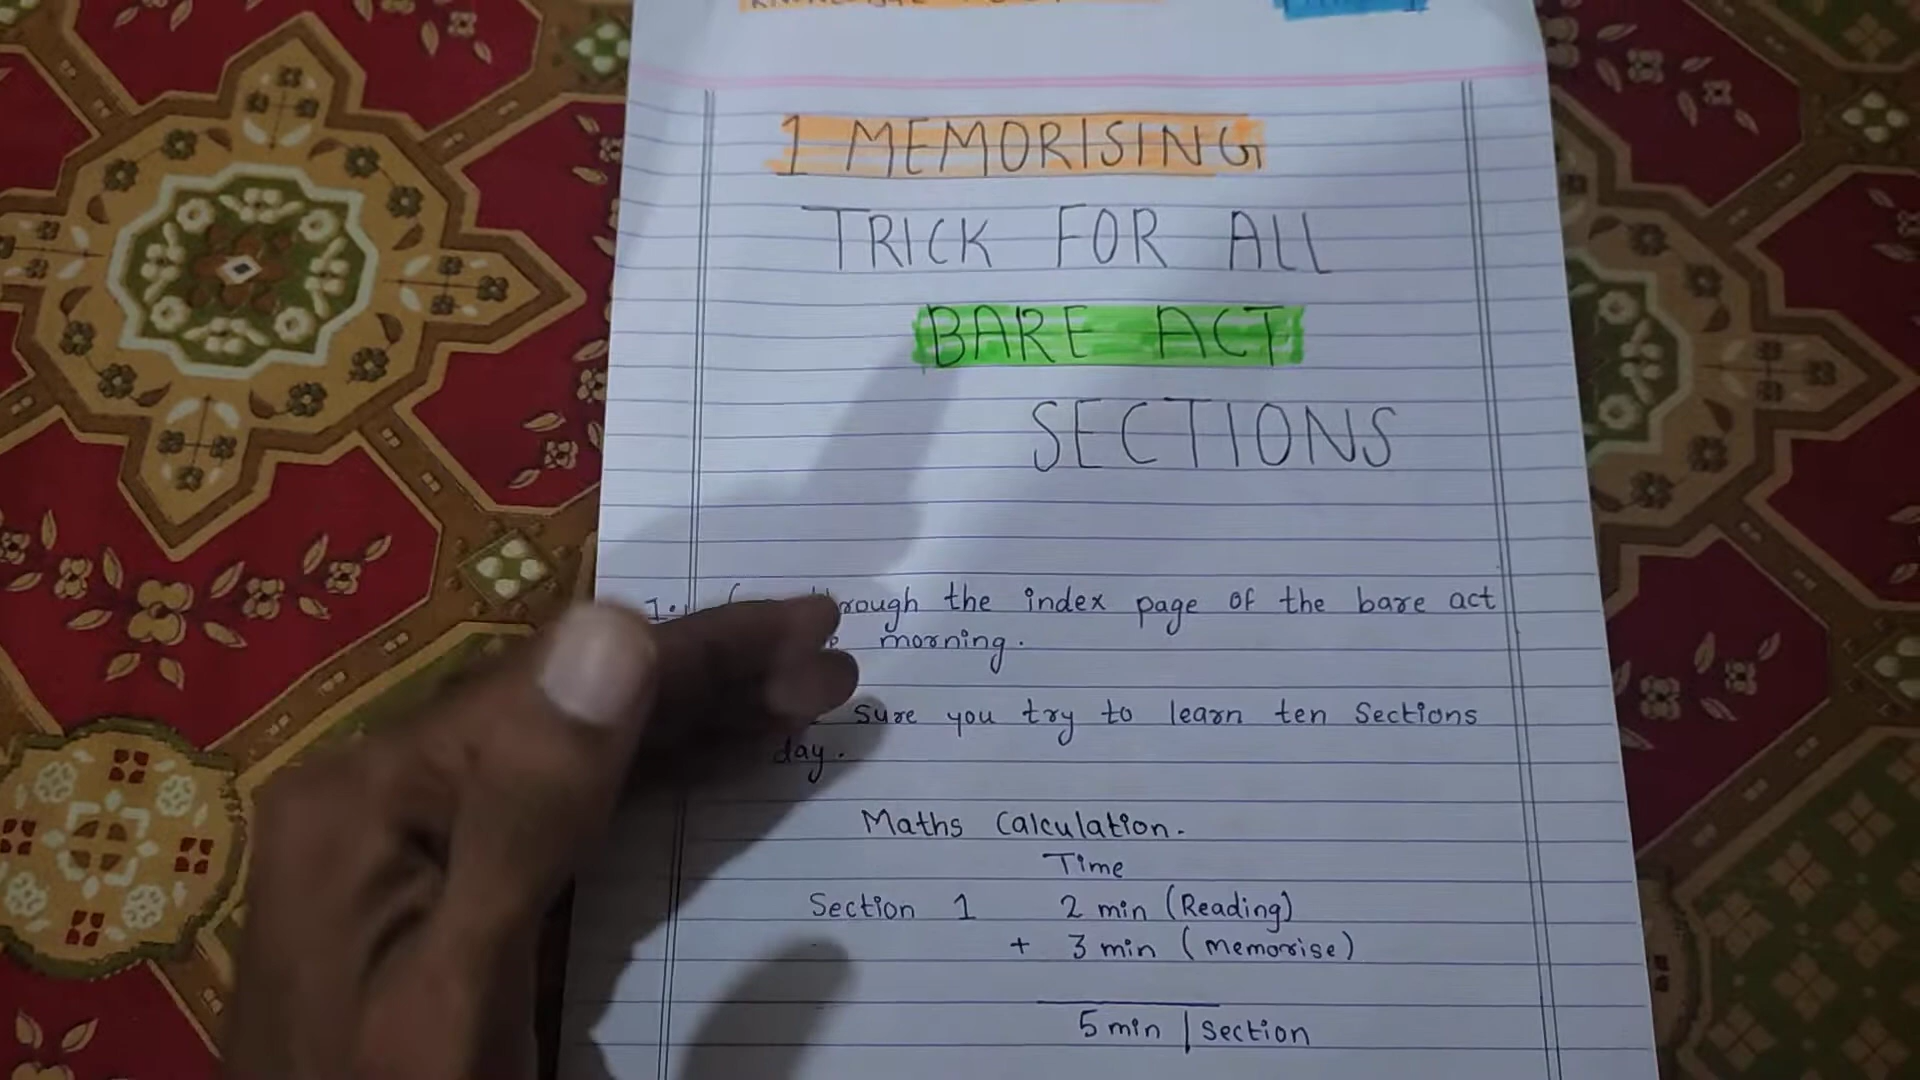 1 MEMORISING
TRICK FOR ALL
BARE ACT
SECTIONS
through the index page of the bare act
morning.
sure you try to learn ten Sections
day.
Maths Calculation.
Time
Section 1 2 min (Reading)
+ 3 min (memorise)
5 min | Section